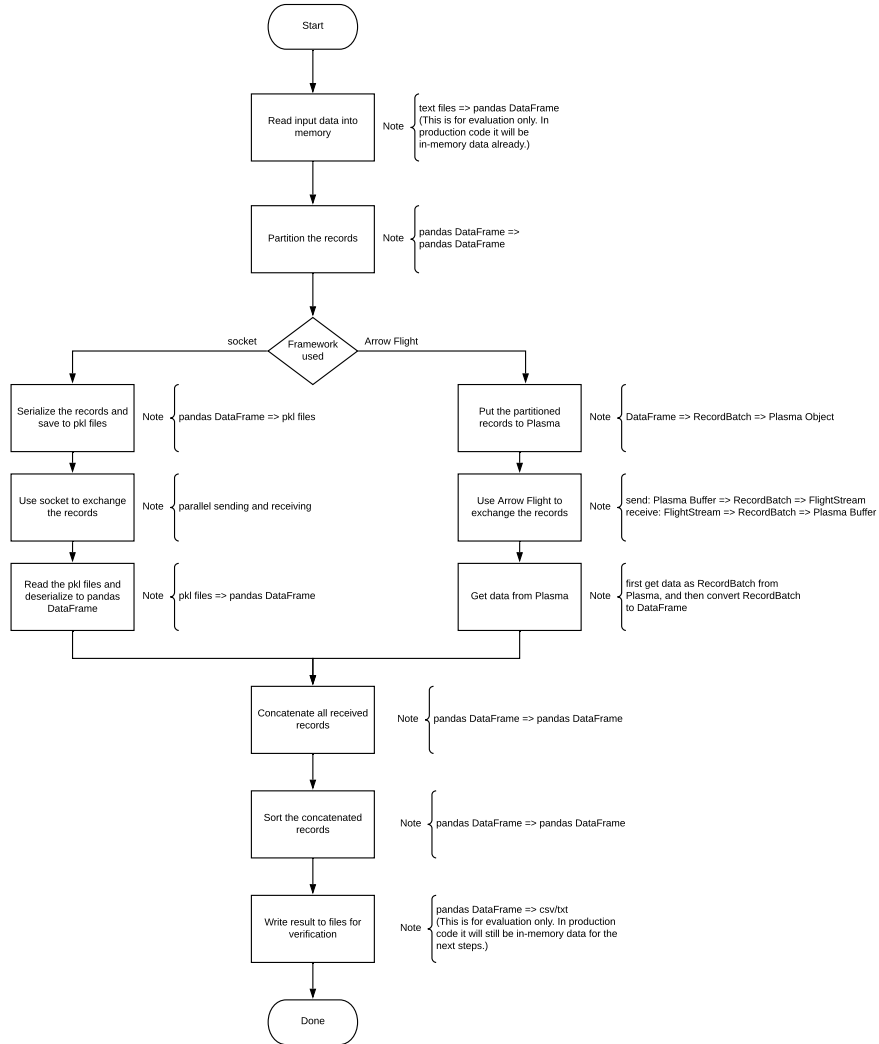 Start
Read input data into
memory
Note
text files => pandas DataFrame
(This is for evaluation only. In
production code it will be
in-memory data already.)
Partition the records
Note
pandas DataFrame =>
pandas DataFrame
Framework
used
socket
Arrow Flight
Serialize the records and
save to pkl files
Note
pandas DataFrame => pkl files
Put the partitioned
records to Plasma
Note
DataFrame => RecordBatch => Plasma Object
Use socket to exchange
the records
Note
parallel sending and receiving
Use Arrow Flight to
exchange the records
Note
send: Plasma Buffer => RecordBatch => FlightStream
receive: FlightStream => RecordBatch => Plasma Buffer
Read the pkl files and
deserialize to pandas
DataFrame
Note
pkl files => pandas DataFrame
Get data from Plasma
Note
first get data as RecordBatch from
Plasma, and then convert RecordBatch
to DataFrame
Concatenate all received
records
Note
pandas DataFrame => pandas DataFrame
Sort the concatenated
records
Note
pandas DataFrame => pandas DataFrame
Write result to files for
verification
Note
pandas DataFrame => csv/txt
(This is for evaluation only. In production
code it will still be in-memory data for the
next steps.)
Done